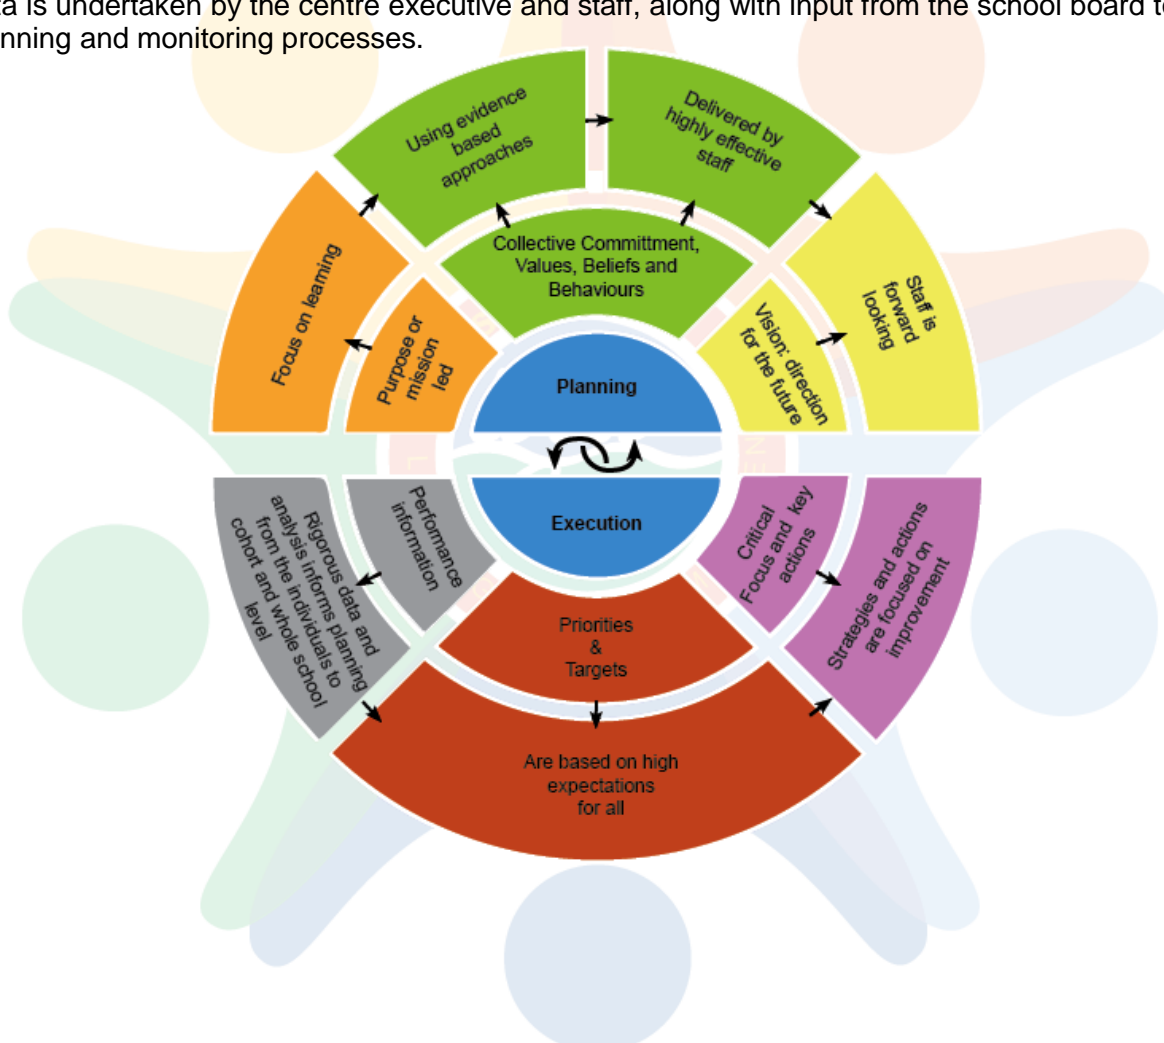 ta is undertaken by the centre executive and staff, along with input from the school board to
nning and monitoring processes.
Using evidence
based
approaches
Delivered by
highly effective
staff
Focus on learning
Purpose or
mission
led
Collective Committment,
Values, Beliefs and
Behaviours
Vision: direction
for the future
Staff is
forward
looking
Planning
Execution
Performance
information
Rigorous data and
analysis informs planning
from the individuals to
cohort and whole school
level
Priorities
&
Targets
Are based on high
expectations
for all
Critical
Focus and key
actions
Strategies and actions
are focused on
improvement